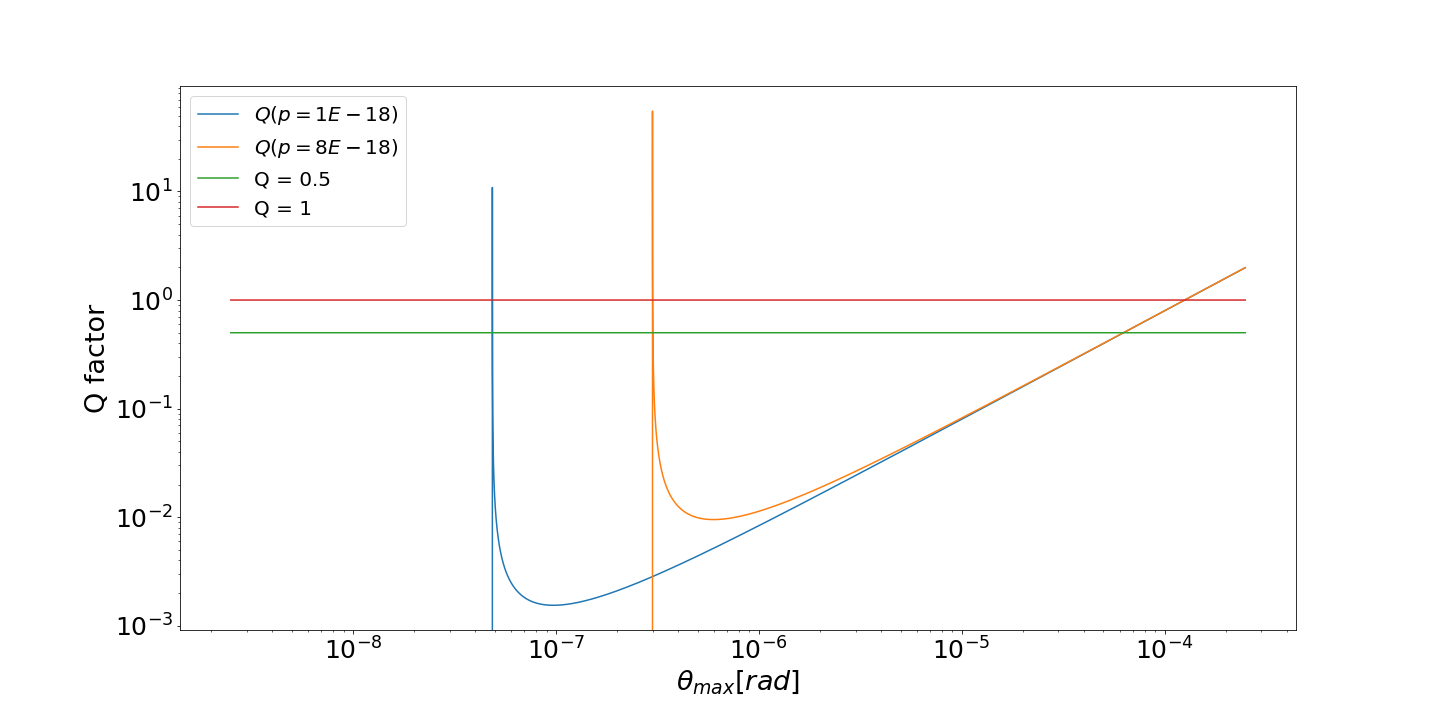 Q(p = 1E − 18)
Q(p = 8E − 18)
Q = 0.5
Q = 1
10¹
10⁰
10⁻¹
10⁻²
10⁻³
Q factor
10⁻⁸ 10⁻⁷ 10⁻⁶ 10⁻⁵ 10⁻⁴
θₘₐₓ[rad]